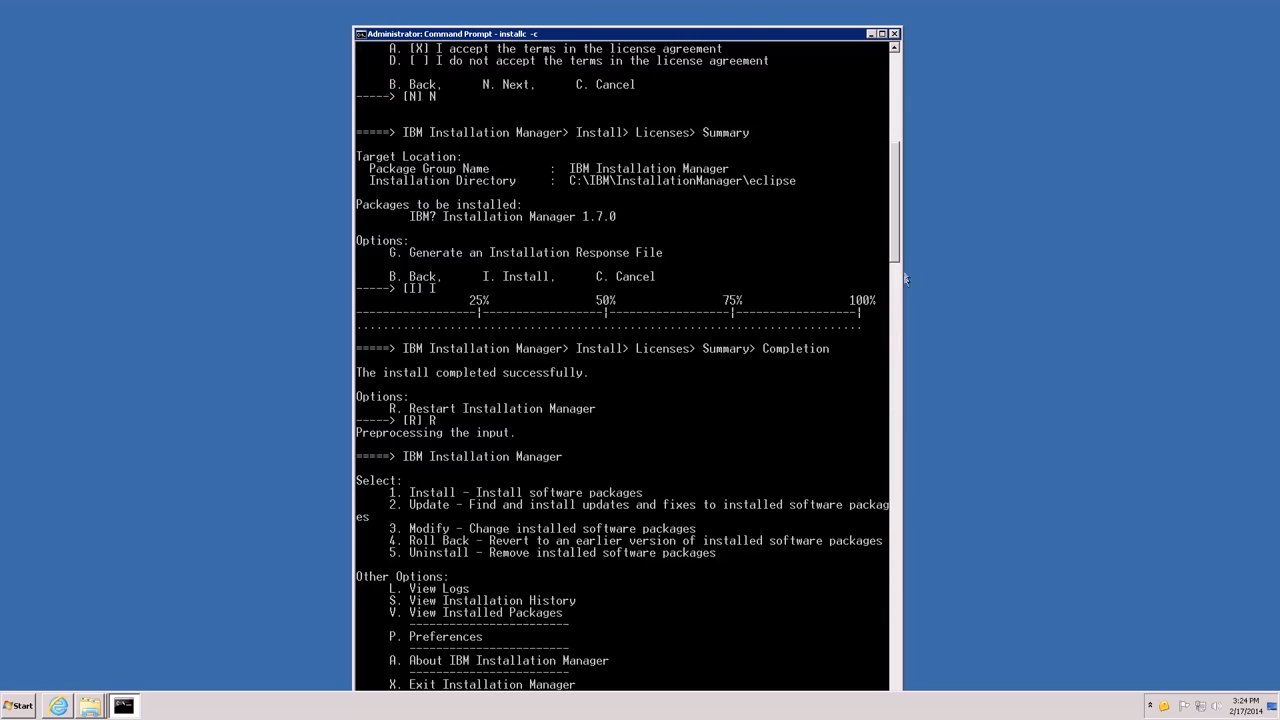 Administrator: Command Prompt - installc -c
A. [X] I accept the terms in the license agreement
D. [ ] I do not accept the terms in the license agreement
B. Back,      N. Next,      C. Cancel
-----> [N] N
=====> IBM Installation Manager> Install> Licenses> Summary
Target Location:
Package Group Name     :  IBM Installation Manager
Installation Directory     :  C:\IBM\InstallationManager\eclipse
Packages to be installed:
IBM? Installation Manager 1.7.0
Options:
G. Generate an Installation Response File
B. Back,      I. Install,      C. Cancel
-----> [I] I
25%                50%                75%                100%
------------------|------------------|------------------|------------------|
............................................................................
=====> IBM Installation Manager> Install> Licenses> Summary> Completion
The install completed successfully.
Options:
R. Restart Installation Manager
-----> [R] R
Preprocessing the input.
=====> IBM Installation Manager
Select:
1. Install - Install software packages
2. Update - Find and install updates and fixes to installed software packag
es
3. Modify - Change installed software packages
4. Roll Back - Revert to an earlier version of installed software packages
5. Uninstall - Remove installed software packages
Other Options:
L. View Logs
S. View Installation History
V. View Installed Packages
------------------------
P. Preferences
------------------------
A. About IBM Installation Manager
------------------------
X. Exit Installation Manager
Start
3:24 PM
2/17/2014